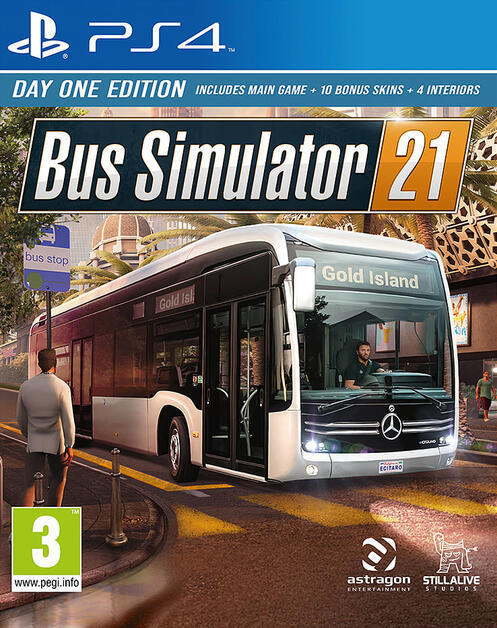 PS4
DAY ONE EDITION INCLUDES MAIN GAME + 10 BONUS SKINS + 4 INTERIORS
Bus Simulator 21
bus stop
Gold Island
Gold Isl
ECITARO
3
www.pegi.info
astragon
ENTERTAINMENT
STILLALIVE
STUDIOS